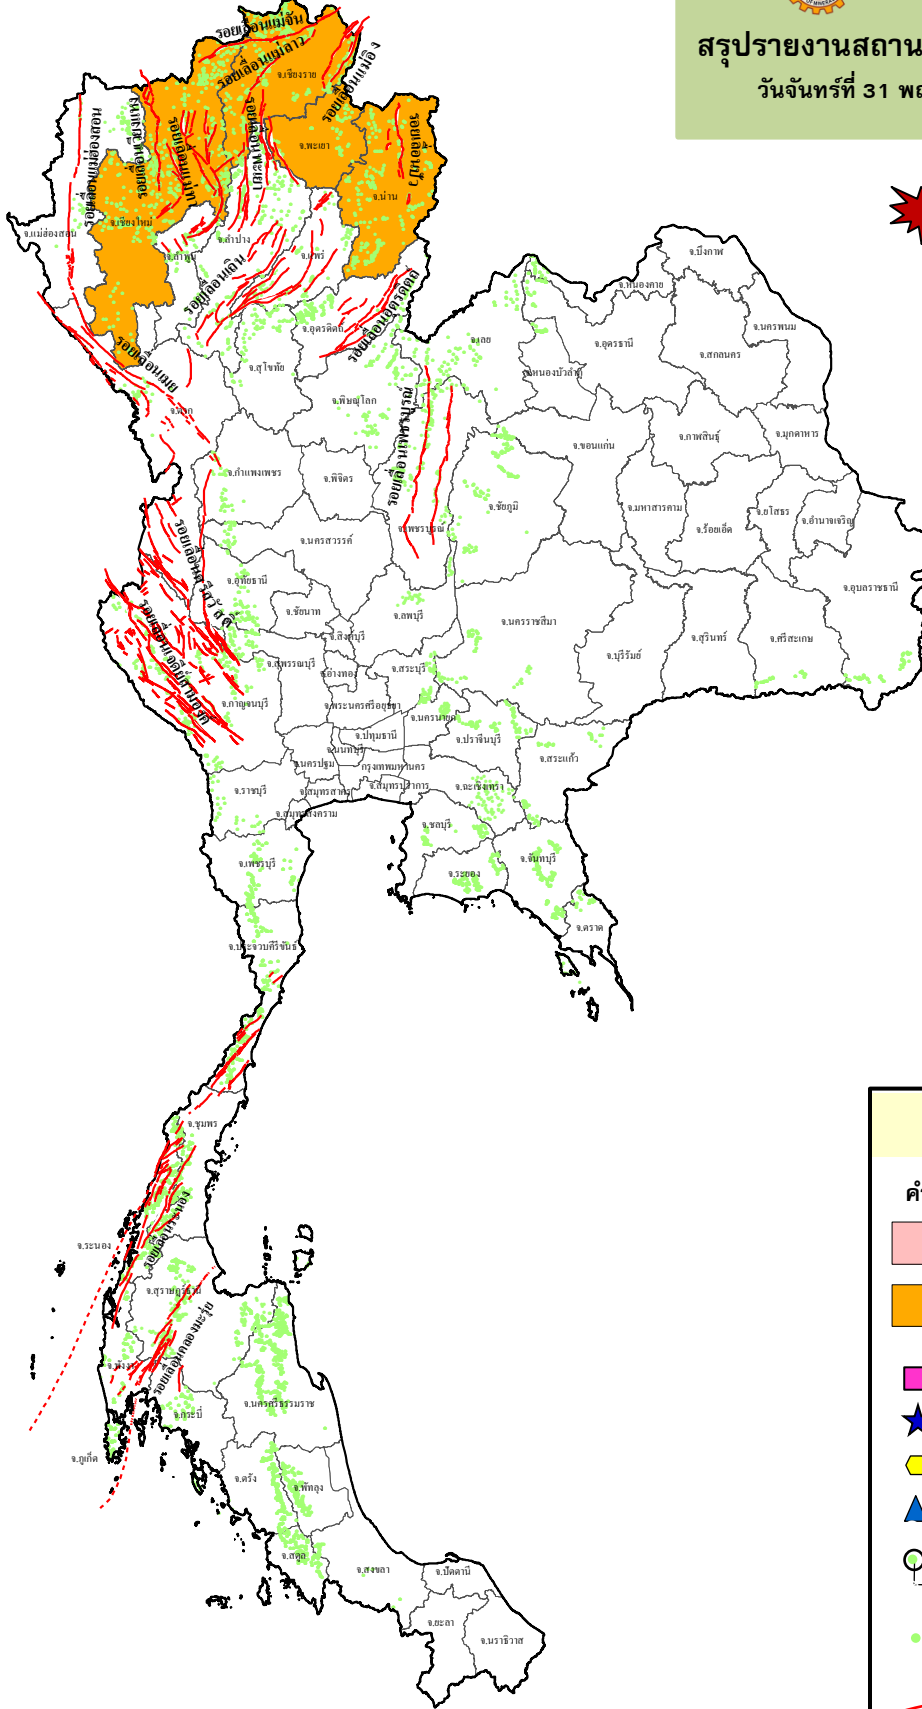 สรุปรายงานสถาน
วันจันทร์ที่ 31 พฤ
รอยเลื่อนแม่จัน
รอยเลื่อนแม่ลาว
จ.เชียงราย
รอยเลื่อนแม่อิง
รอยเลื่อนแม่ฮ่องสอน
รอยเลื่อนแม่ทา
รอยเลื่อนพะเยา
จ.พะเยา
รอยเลื่อนปัว
จ.น่าน
จ.เชียงใหม่
จ.แม่ฮ่องสอน
จ.ลำปาง
จ.ลำพูน
จ.แพร่
รอยเลื่อนเถิน
รอยเลื่อนอุตรดิตถ์
จ.อุตรดิตถ์
จ.บึงกาฬ
จ.หนองคาย
จ.นครพนม
จ.เลย
จ.อุดรธานี
จ.สกลนคร
จ.หนองบัวลำภู
รอยเลื่อนเมย
จ.สุโขทัย
จ.ตาก
จ.พิษณุโลก
รอยเลื่อนเพชรบูรณ์
จ.ขอนแก่น
จ.กาฬสินธุ์
จ.มุกดาหาร
จ.กำแพงเพชร
จ.พิจิตร
จ.เพชรบูรณ์
จ.ชัยภูมิ
จ.มหาสารคาม
จ.ร้อยเอ็ด
จ.ยโสธร
จ.อำนาจเจริญ
จ.นครสวรรค์
รอยเลื่อนศรีสวัสดิ์
จ.อุทัยธานี
จ.ชัยนาท
จ.ลพบุรี
จ.นครราชสีมา
จ.บุรีรัมย์
จ.สุรินทร์
จ.ศรีสะเกษ
จ.อุบลราชธานี
รอยเลื่อนเจดีย์สามองค์
จ.สิงห์บุรี
จ.สุพรรณบุรี
จ.อ่างทอง
จ.สระบุรี
จ.กาญจนบุรี
จ.พระนครศรีอยุธยา
จ.นครนายก
จ.ปทุมธานี
จ.ปราจีนบุรี
จ.นนทบุรี
จ.สระแก้ว
จ.นครปฐม
กรุงเทพมหานคร
จ.ราชบุรี
จ.สมุทรสาคร
จ.สมุทรปราการ
จ.ฉะเชิงเทรา
จ.สมุทรสงคราม
จ.ชลบุรี
จ.เพชรบุรี
จ.ระยอง
จ.จันทบุรี
จ.ตราด
จ.ประจวบคีรีขันธ์
จ.ชุมพร
รอยเลื่อนระนอง
จ.ระนอง
จ.สุราษฎร์ธานี
รอยเลื่อนคลองมะรุ่ย
จ.พังงา
จ.กระบี่
จ.นครศรีธรรมราช
จ.ภูเก็ต
จ.ตรัง
จ.พัทลุง
จ.สตูล
จ.สงขลา
จ.ปัตตานี
จ.ยะลา
จ.นราธิวาส